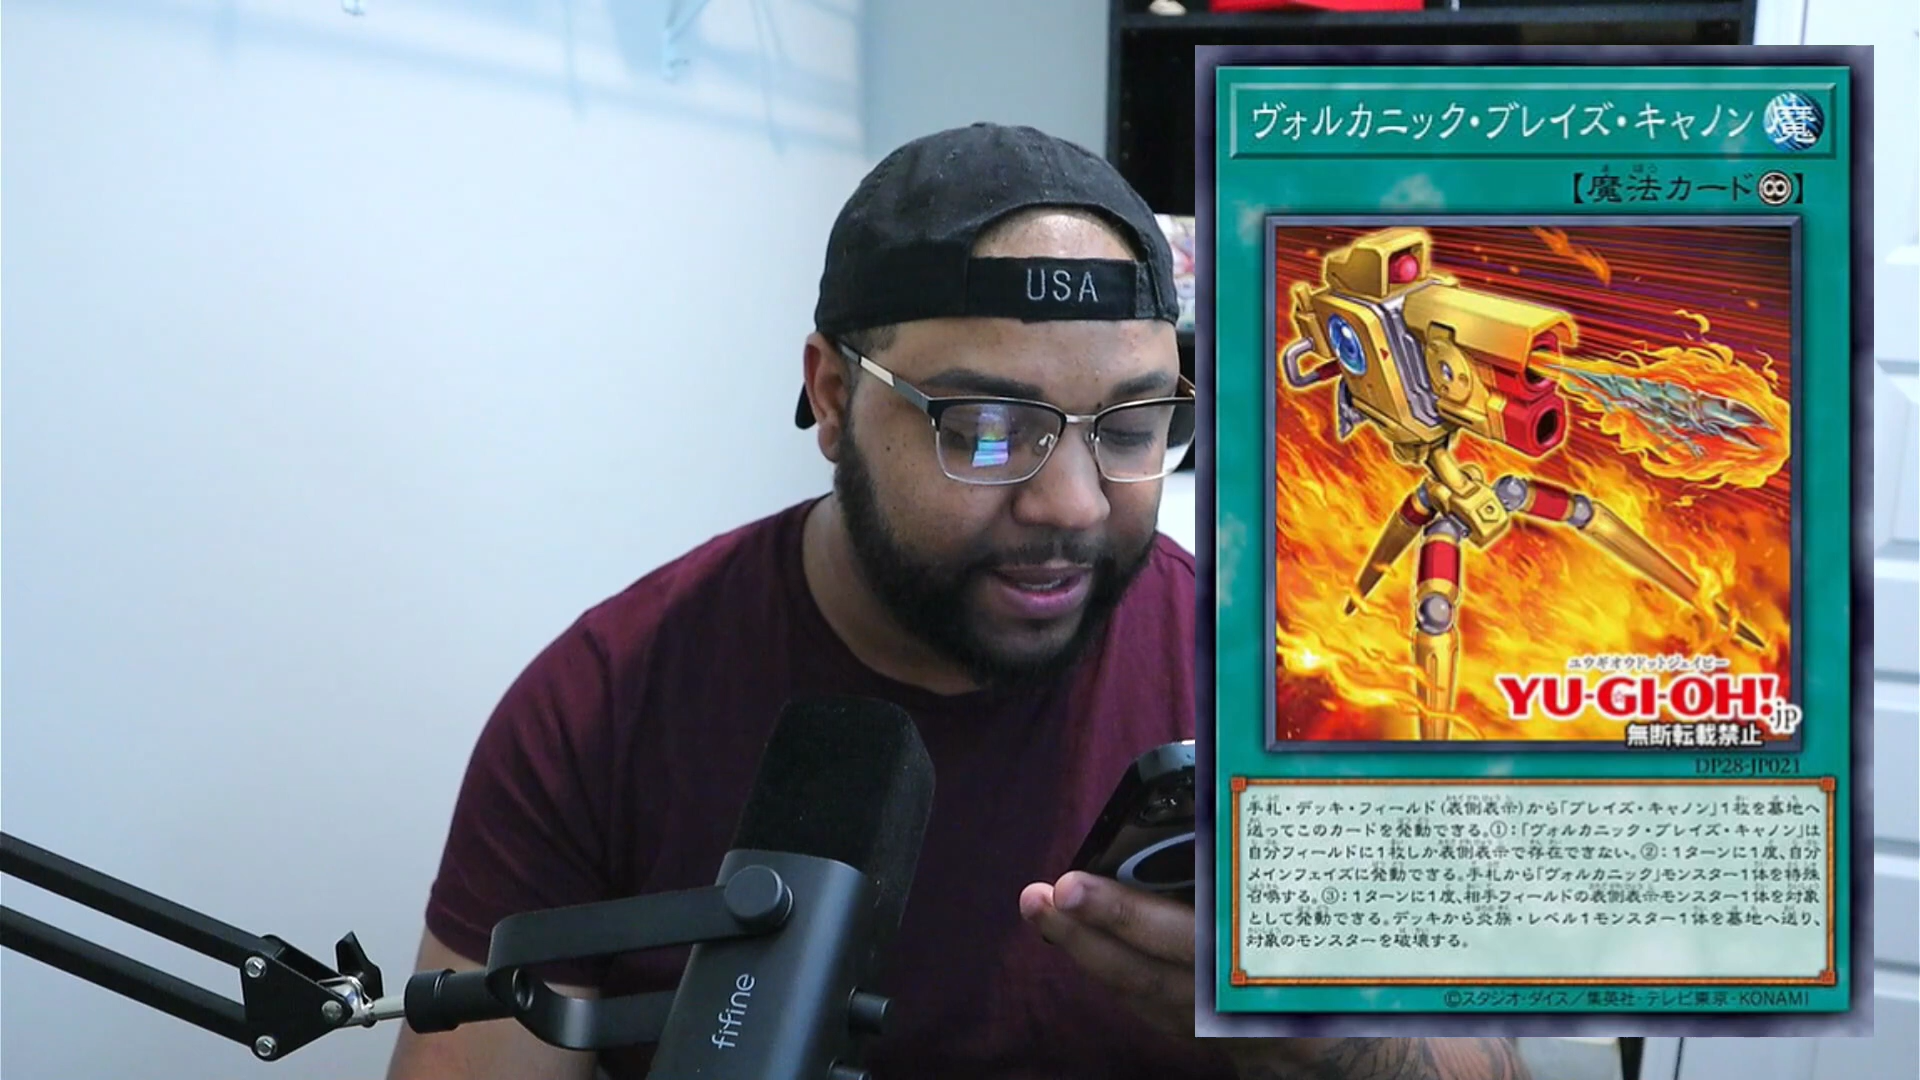 USA
fifine
ヴォルカニック・ブレイズ・キャノン 魔
【魔法カード】
ユウギオウドットジェイピー
YU-GI-OH!.jp
無断転載禁止
DP28-JP021
手札・デッキ・フィールド(表側表示)から「ブレイズ・キャノン」1枚を墓地へ
送ってこのカードを発動できる。①:「ヴォルカニック・ブレイズ・キャノン」は
自分フィールドに1枚しか表側表示で存在できない。②:1ターンに1度、自分
メインフェイズに発動できる。手札から「ヴォルカニック」モンスター1体を特殊
召喚する。③:1ターンに1度、相手フィールドの表側表示モンスター1体を対象
として発動できる。デッキから炎族・レベル1モンスター1体を墓地へ送り、
対象のモンスターを破壊する。
©スタジオ・ダイス/集英社・テレビ東京・KONAMI